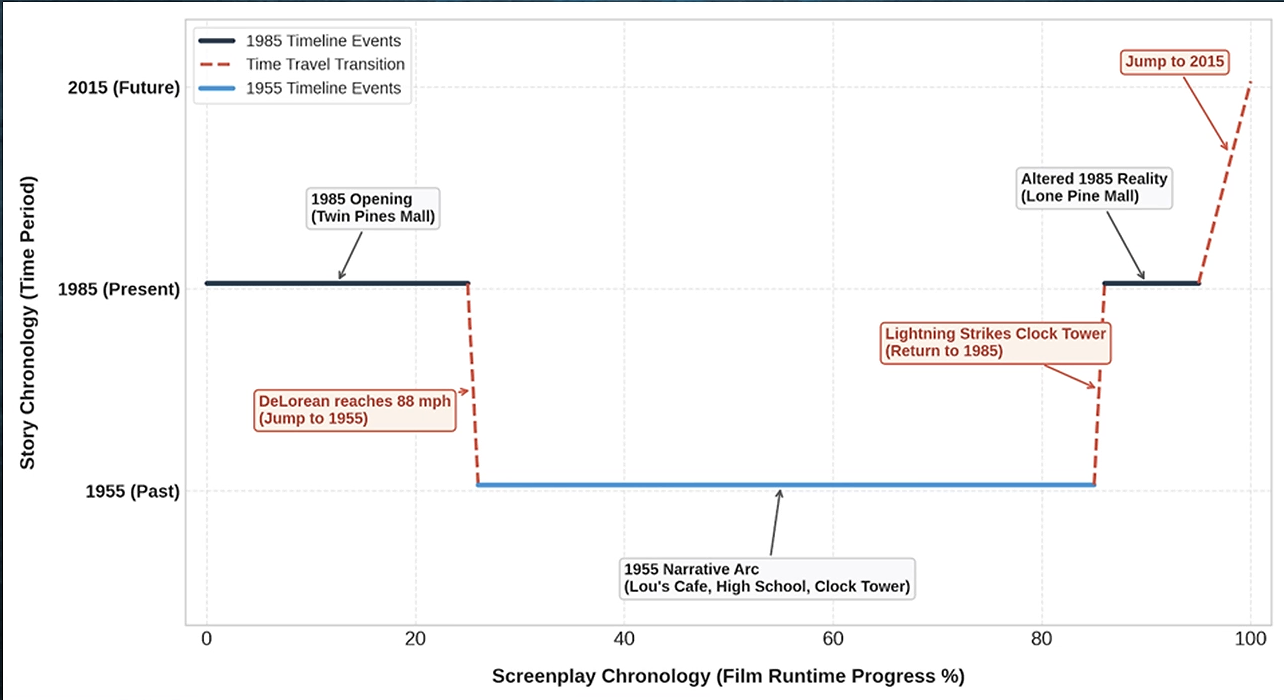 1985 Timeline Events
Time Travel Transition
1955 Timeline Events
Jump to 2015
2015 (Future)
Altered 1985 Reality
(Lone Pine Mall)
1985 Opening
(Twin Pines Mall)
1985 (Present)
Lightning Strikes Clock Tower
(Return to 1985)
DeLorean reaches 88 mph
(Jump to 1955)
1955 (Past)
1955 Narrative Arc
(Lou's Cafe, High School, Clock Tower)
Story Chronology (Time Period)
0 20 40 60 80 100
Screenplay Chronology (Film Runtime Progress %)